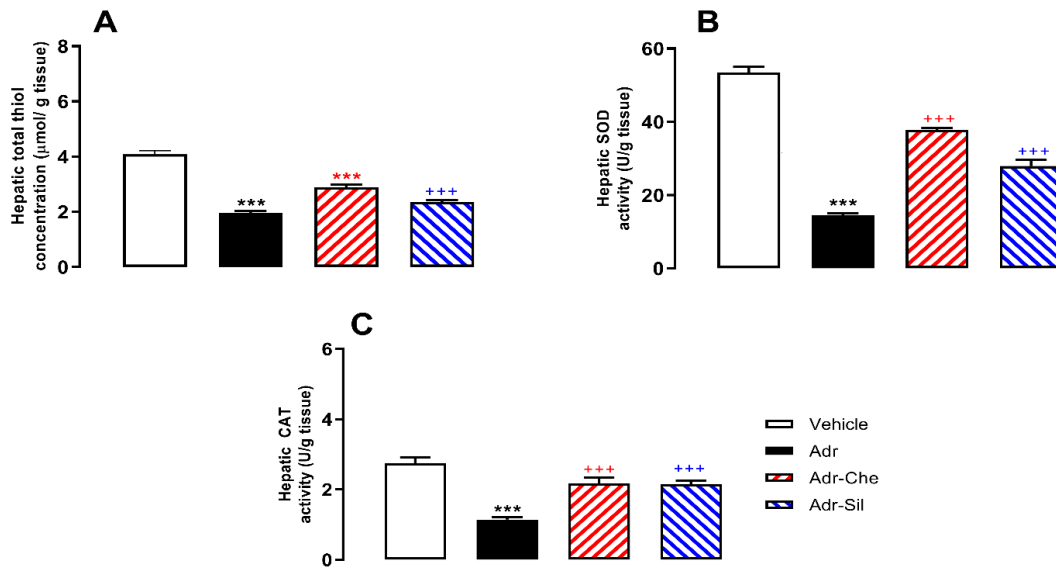 A
Hepatic total thiol
concentration (μmol/ g tissue)
8
6
4
2
0
***
***
+++
B
Hepatic SOD
activity (U/g tissue)
60
40
20
0
***
+++
+++
C
Hepatic CAT
activity (U/g tissue)
6
4
2
0
***
+++
+++
Vehicle
Adr
Adr-Che
Adr-Sil